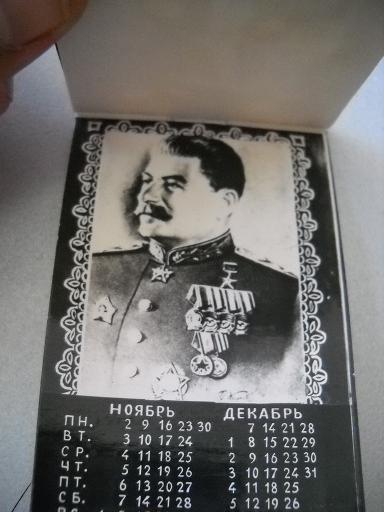 НОЯБРЬ ДЕКАБРЬ
ПН. 2 9 16 23 30 7 14 21 28
ВТ. 3 10 17 24 1 8 15 22 29
СР. 4 11 18 25 2 9 16 23 30
ЧТ. 5 12 19 26 3 10 17 24 31
ПТ. 6 13 20 27 4 11 18 25
СБ. 7 14 21 28 5 12 19 26